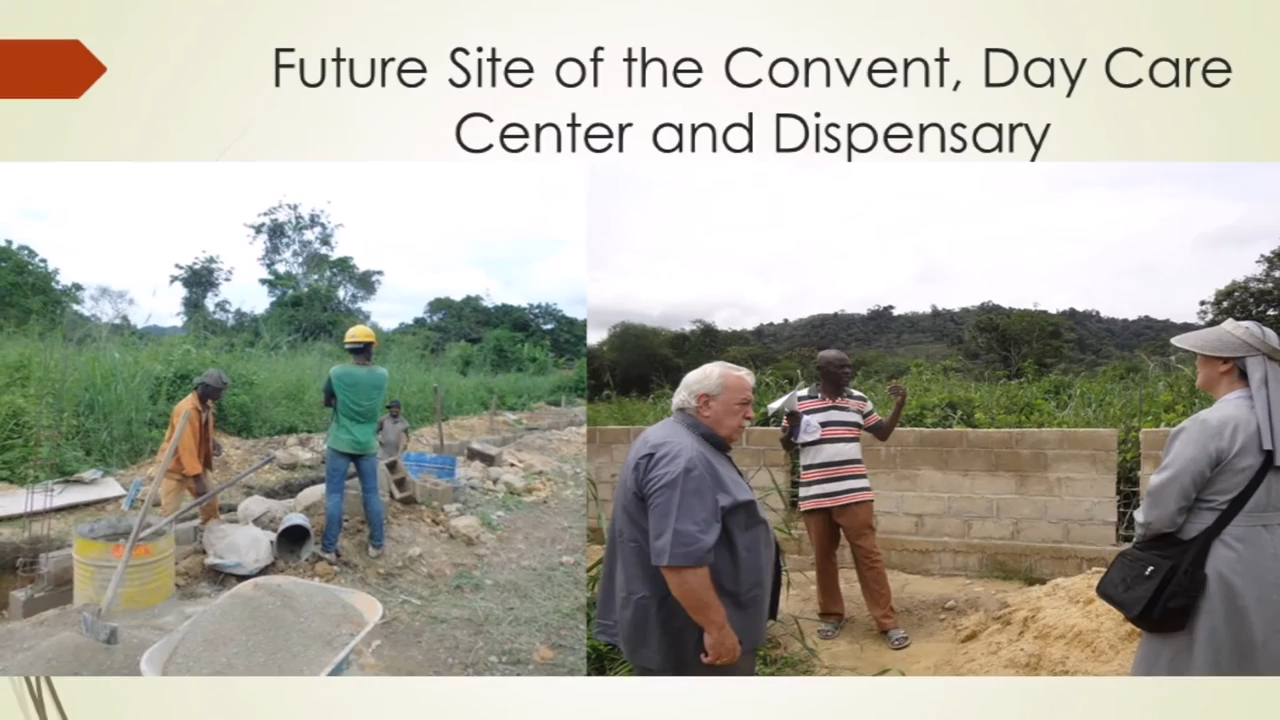 Future Site of the Convent, Day Care
Center and Dispensary